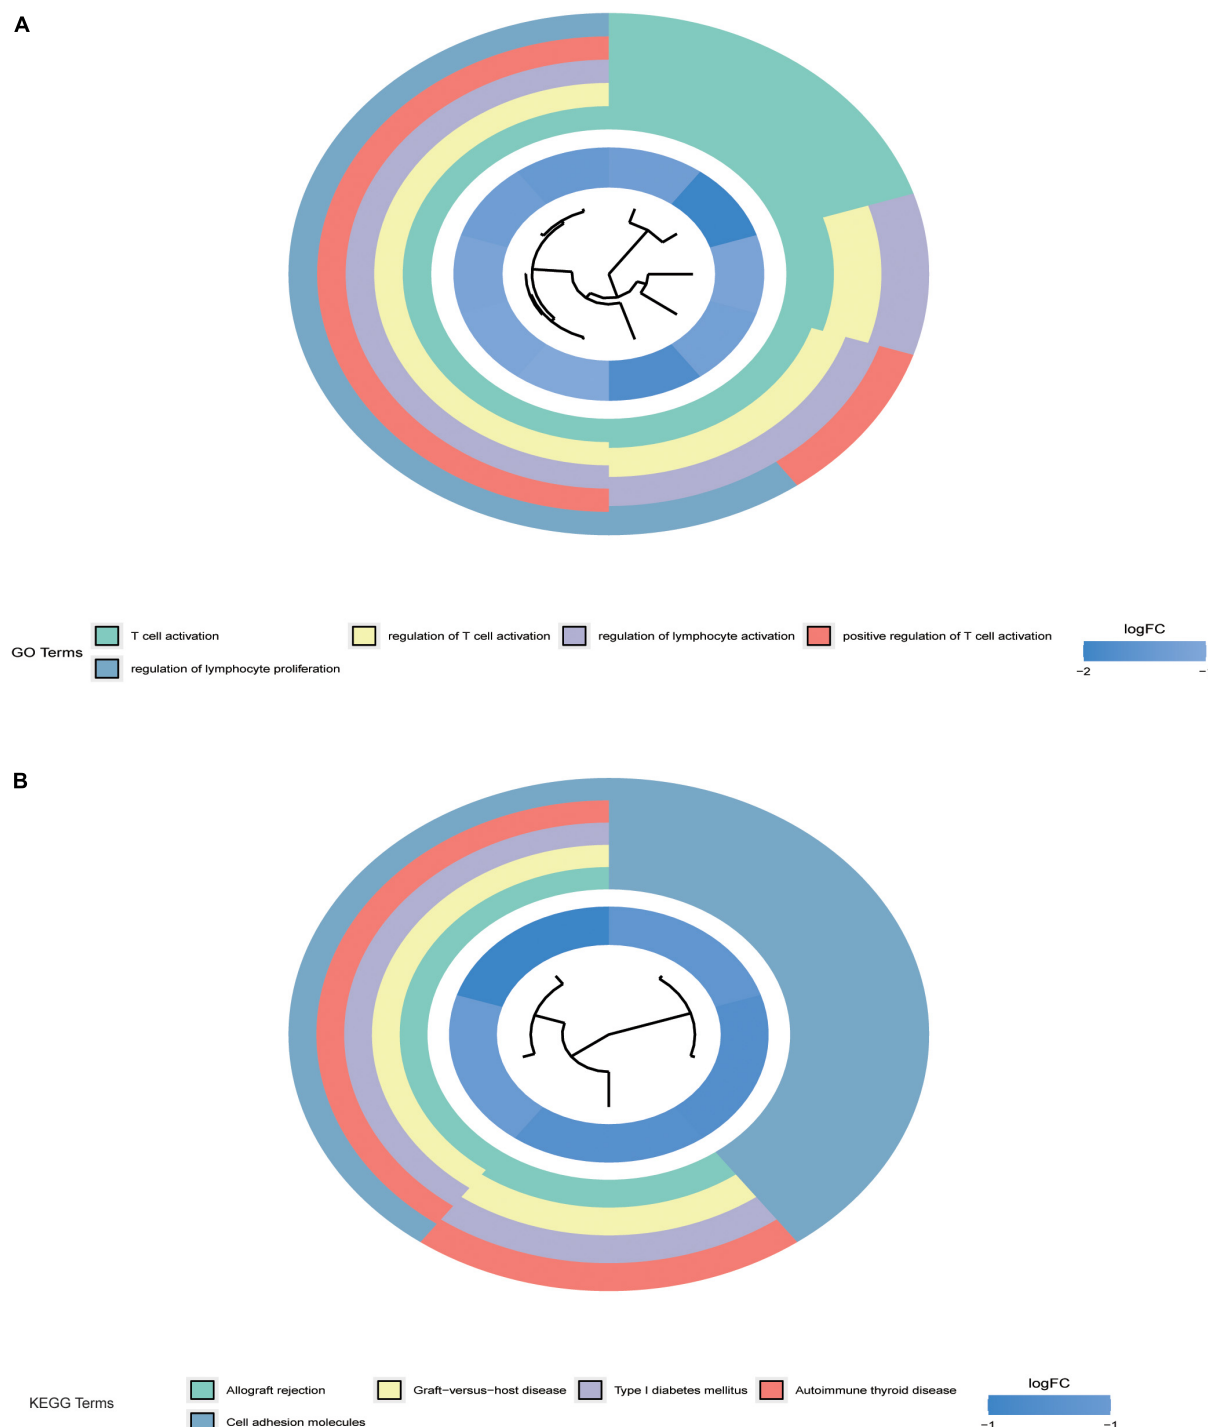 A
GO Terms
T cell activation
regulation of T cell activation
regulation of lymphocyte activation
positive regulation of T cell activation
regulation of lymphocyte proliferation
logFC
−2
B
KEGG Terms
Allograft rejection
Graft−versus−host disease
Type I diabetes mellitus
Autoimmune thyroid disease
Cell adhesion molecules
logFC
−1 −1